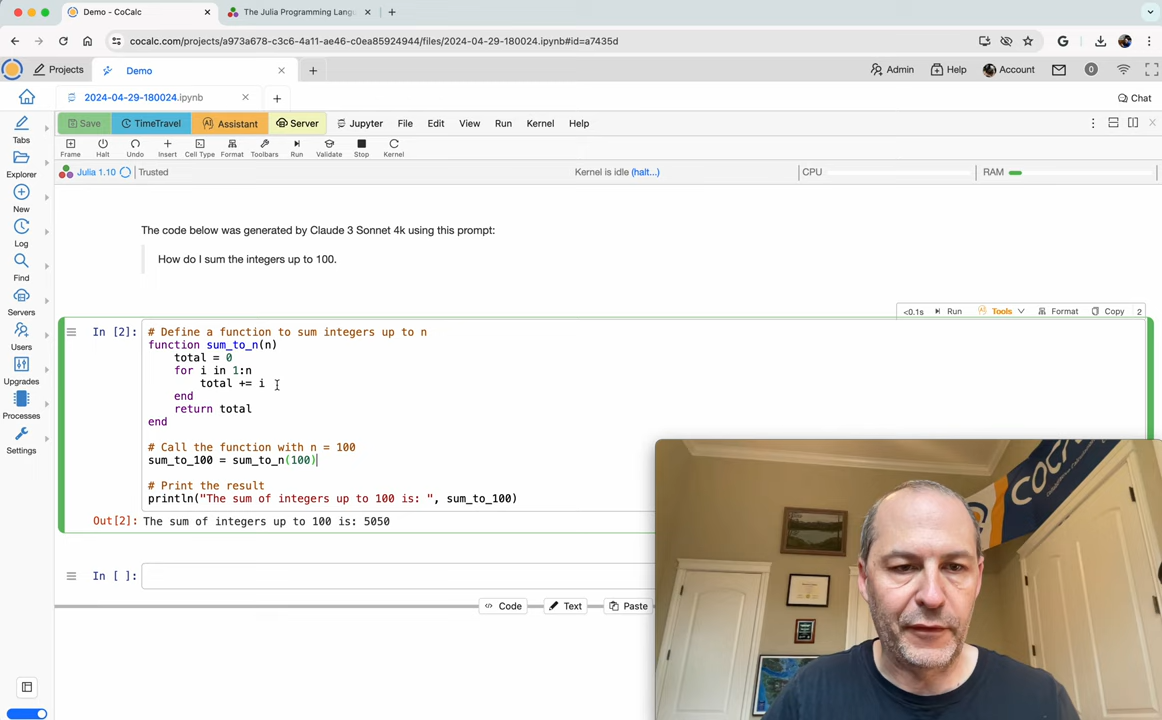 Demo - CoCalc
The Julia Programming Langu
cocalc.com/projects/a973a678-c3c6-4a11-ae46-c0ea85924944/files/2024-04-29-180024.ipynb#id=a7435d
Projects
Demo
Admin
Help
Account
0
2024-04-29-180024.ipynb
Chat
Save
TimeTravel
Assistant
Server
Jupyter
File
Edit
View
Run
Kernel
Help
Tabs
Explorer
New
Log
Find
Servers
Users
Upgrades
Processes
Settings
Frame
Halt
Undo
Insert
Cell Type
Format
Toolbars
Run
Validate
Stop
Kernel
Julia 1.10
Trusted
Kernel is idle (halt...)
CPU
RAM
The code below was generated by Claude 3 Sonnet 4k using this prompt:
How do I sum the integers up to 100.
<0.1s
Run
Tools
Format
Copy
2
In [2]:
# Define a function to sum integers up to n
function sum_to_n(n)
total = 0
for i in 1:n
total += i
end
return total
end
# Call the function with n = 100
sum_to_100 = sum_to_n(100)
# Print the result
println("The sum of integers up to 100 is: ", sum_to_100)
Out[2]: The sum of integers up to 100 is: 5050
In [ ]:
Code
Text
Paste
COC